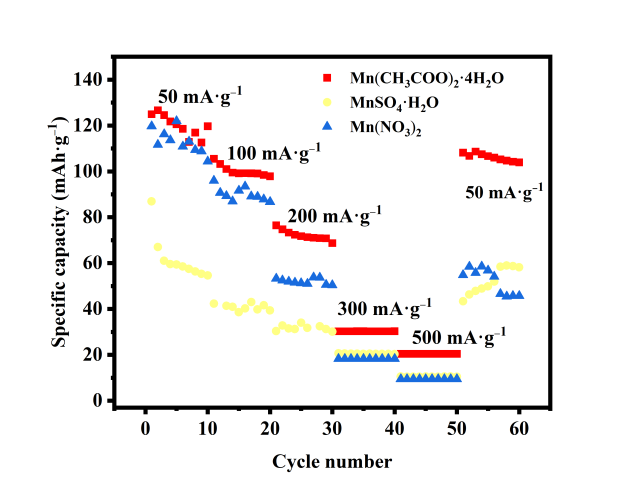 Specific capacity (mAh·g⁻¹)
140
120
100
80
60
40
20
0
Mn(CH₃COO)₂·4H₂O
MnSO₄·H₂O
Mn(NO₃)₂
50 mA·g⁻¹
100 mA·g⁻¹
200 mA·g⁻¹
300 mA·g⁻¹
500 mA·g⁻¹
50 mA·g⁻¹
0 10 20 30 40 50 60
Cycle number